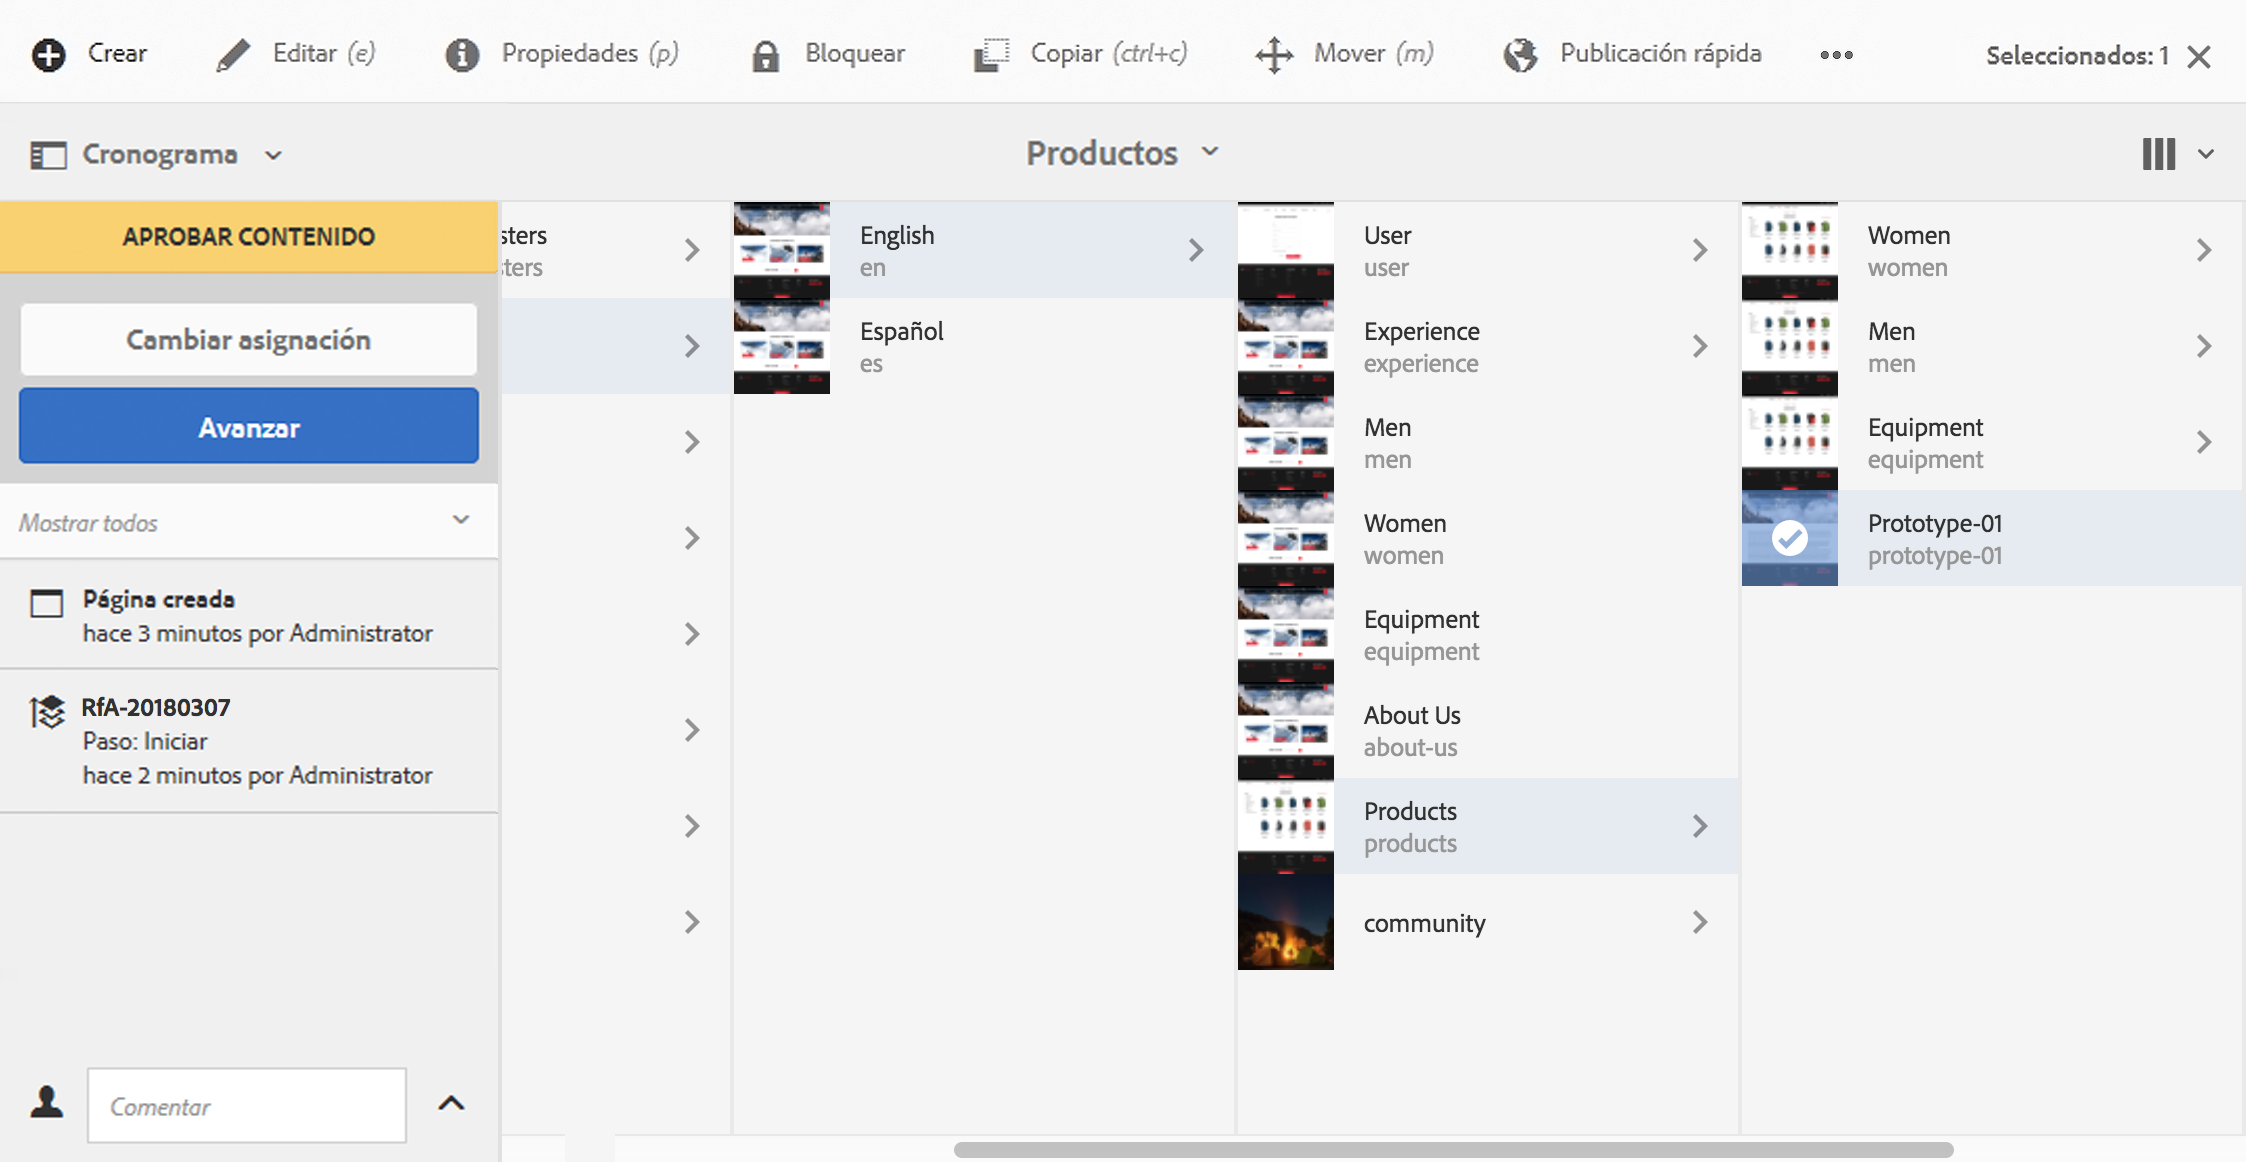 Crear
Editar (e)
Propiedades (p)
Bloquear
Copiar (ctrl+c)
Mover (m)
Publicación rápida
Seleccionados: 1
Cronograma
Productos
APROBAR CONTENIDO
Cambiar asignación
Avanzar
Mostrar todos
Página creada
hace 3 minutos por Administrator
RfA-20180307
Paso: Iniciar
hace 2 minutos por Administrator
Comentar
sters
sters
English
en
Español
es
User
user
Experience
experience
Men
men
Women
women
Equipment
equipment
About Us
about-us
Products
products
community
Women
women
Men
men
Equipment
equipment
Prototype-01
prototype-01